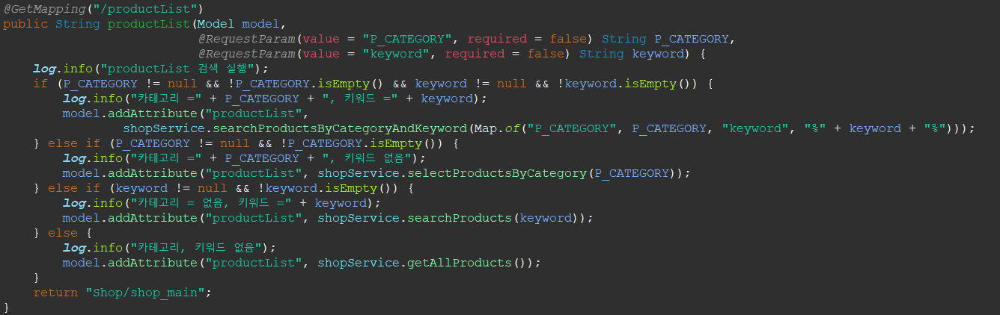 @GetMapping("/productList")
public String productList(Model model,
                          @RequestParam(value = "P_CATEGORY", required = false) String P_CATEGORY,
                          @RequestParam(value = "keyword", required = false) String keyword) {
    log.info("productList 검색 실행");
    if (P_CATEGORY != null && !P_CATEGORY.isEmpty() && keyword != null && !keyword.isEmpty()) {
        log.info("카테고리 =" + P_CATEGORY + ", 키워드 =" + keyword);
        model.addAttribute("productList",
                shopService.searchProductsByCategoryAndKeyword(Map.of("P_CATEGORY", P_CATEGORY, "keyword", "%" + keyword + "%")));
    } else if (P_CATEGORY != null && !P_CATEGORY.isEmpty()) {
        log.info("카테고리 =" + P_CATEGORY + ", 키워드 없음");
        model.addAttribute("productList", shopService.selectProductsByCategory(P_CATEGORY));
    } else if (keyword != null && !keyword.isEmpty()) {
        log.info("카테고리 = 없음, 키워드 =" + keyword);
        model.addAttribute("productList", shopService.searchProducts(keyword));
    } else {
        log.info("카테고리, 키워드 없음");
        model.addAttribute("productList", shopService.getAllProducts());
    }
    return "Shop/shop_main";
}